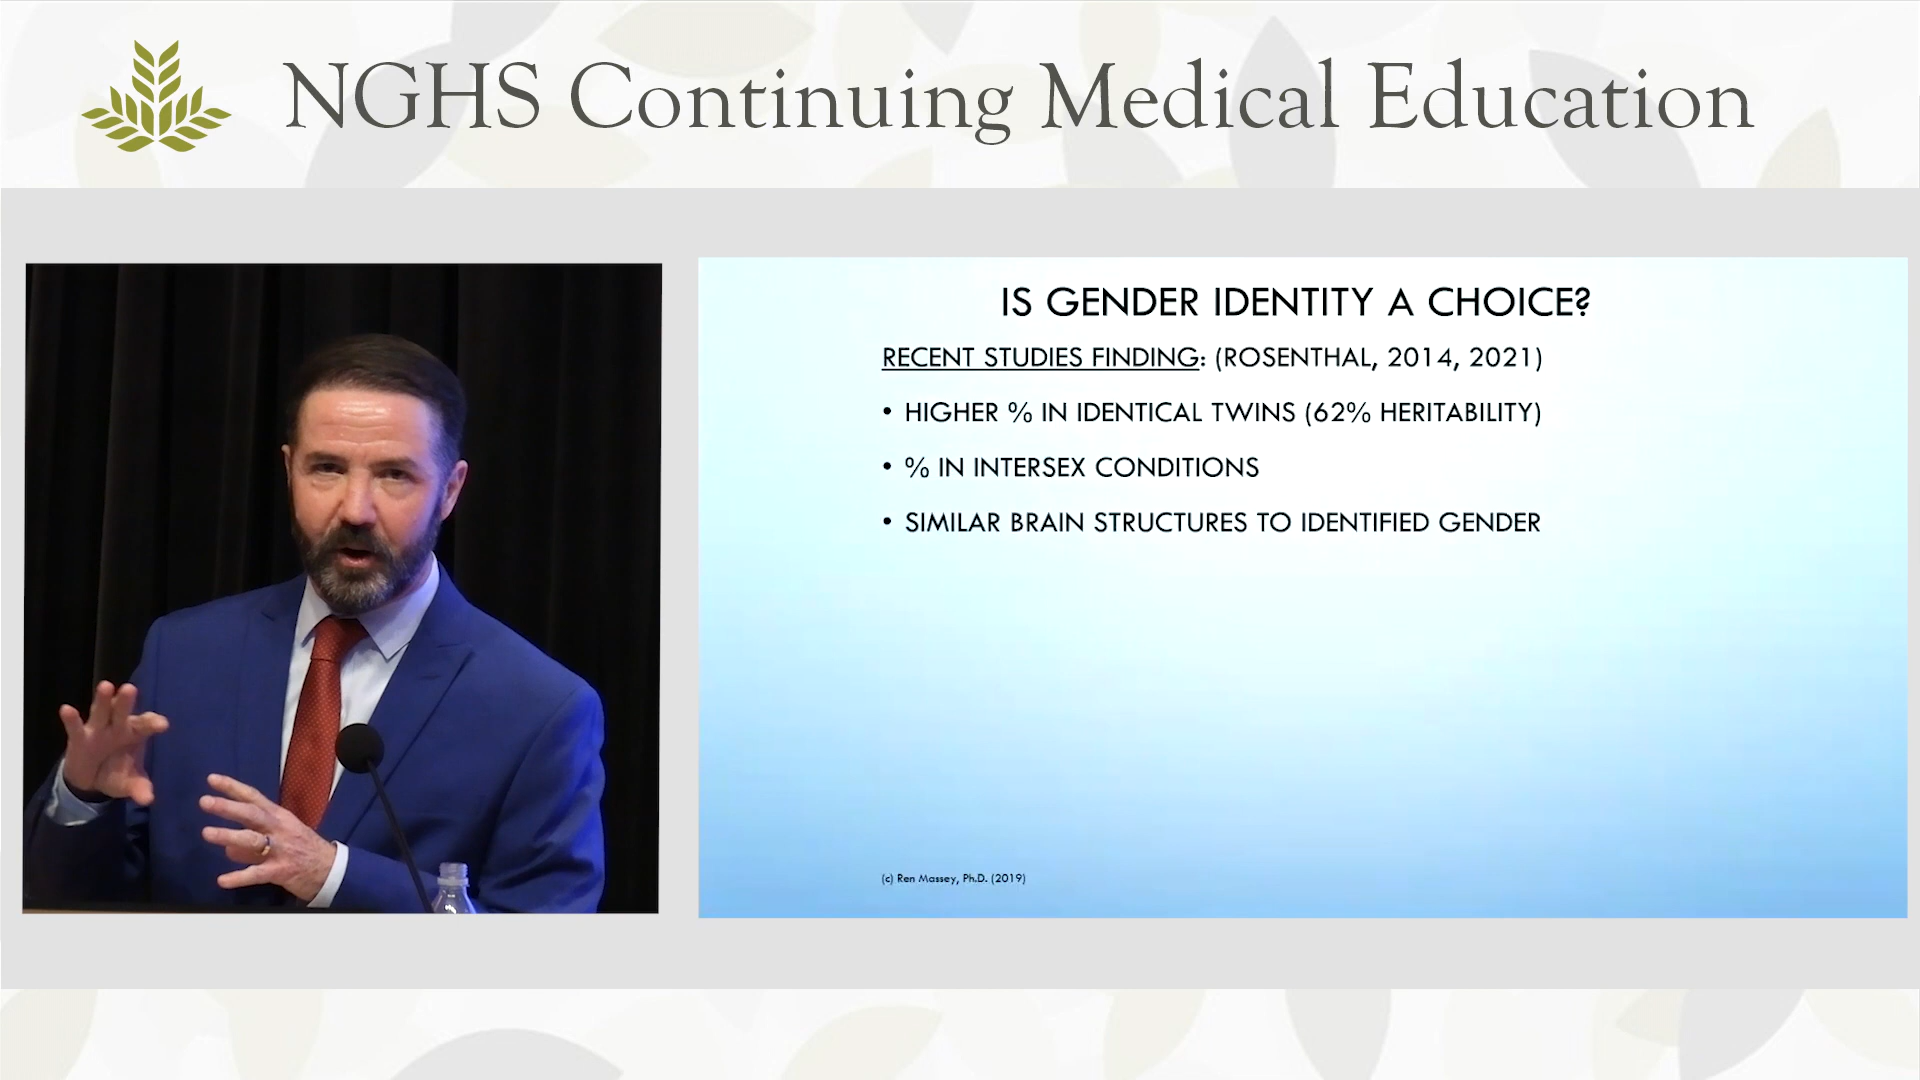 NGHS Continuing Medical Education
IS GENDER IDENTITY A CHOICE?
RECENT STUDIES FINDING: (ROSENTHAL, 2014, 2021)
• HIGHER % IN IDENTICAL TWINS (62% HERITABILITY)
• % IN INTERSEX CONDITIONS
• SIMILAR BRAIN STRUCTURES TO IDENTIFIED GENDER
(c) Ren Massey, Ph.D. (2019)